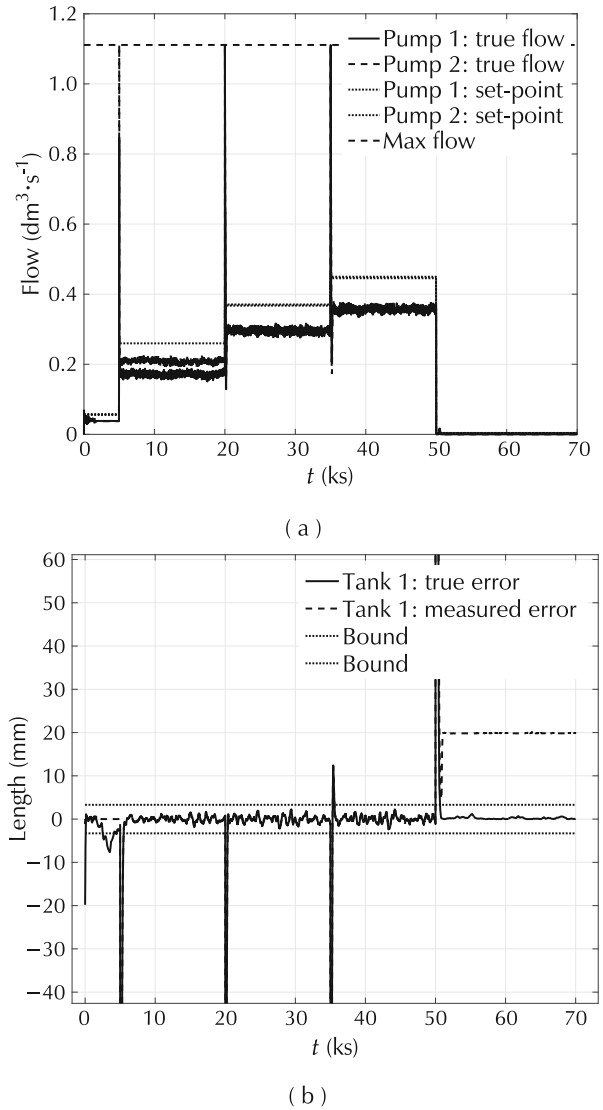 1.2
1.0
0.8
0.6
0.4
0.2
0
Flow (dm³·s⁻¹)
Pump 1: true flow
Pump 2: true flow
Pump 1: set-point
Pump 2: set-point
Max flow
0 10 20 30 40 50 60 70
t (ks)
( a )
60
50
40
30
20
10
0
−10
−20
−30
−40
Length (mm)
Tank 1: true error
Tank 1: measured error
Bound
Bound
0 10 20 30 40 50 60 70
t (ks)
( b )